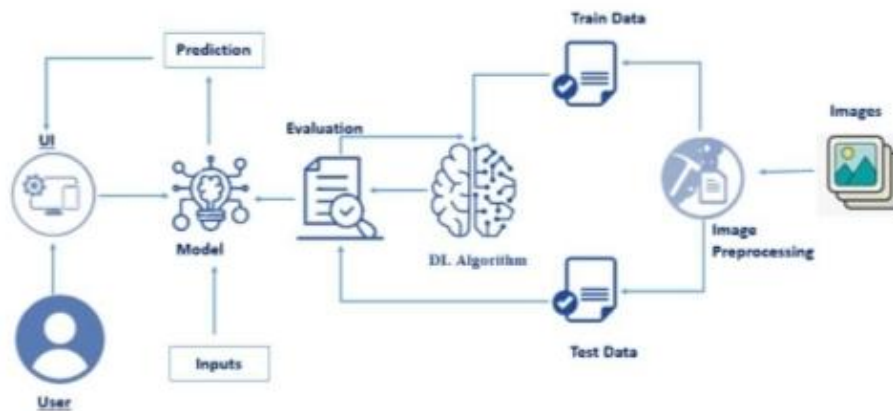 Train Data
Prediction
Images
Evaluation
UI
Model
DL Algorithm
Image
Preprocessing
Inputs
Test Data
User